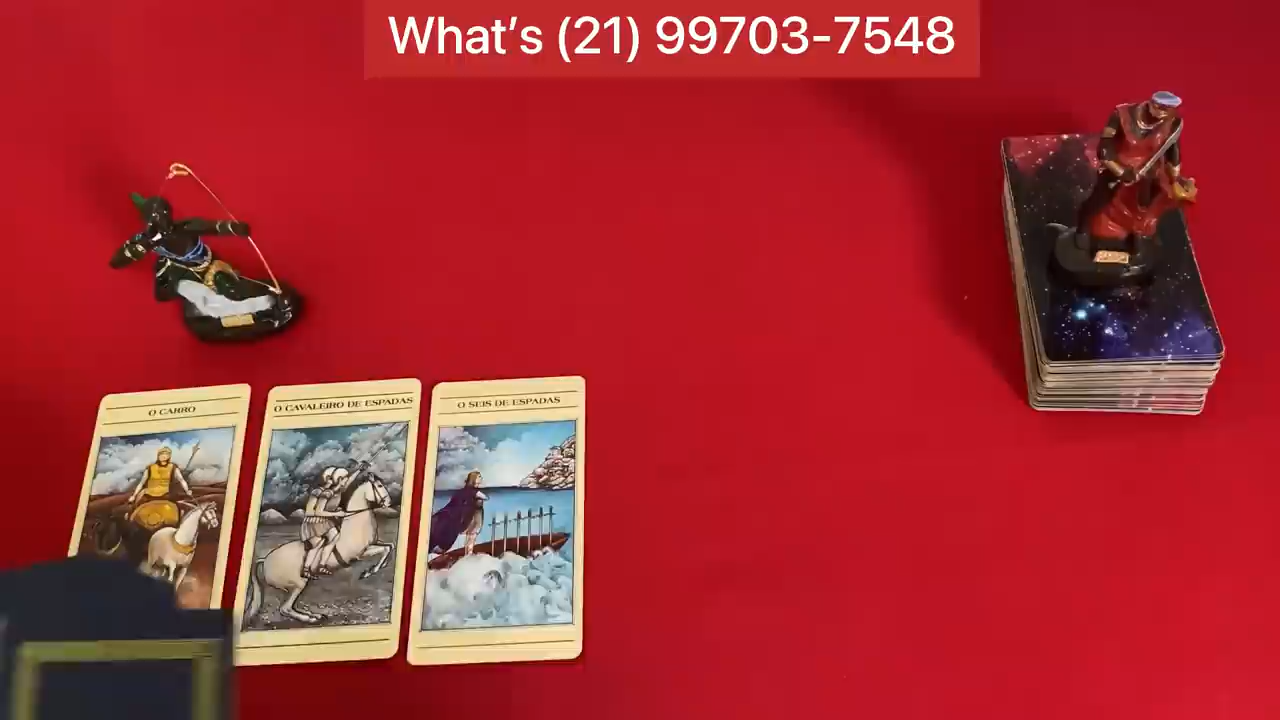 What’s (21) 99703-7548
O CARRO
O CAVALEIRO DE ESPADAS
O SEIS DE ESPADAS